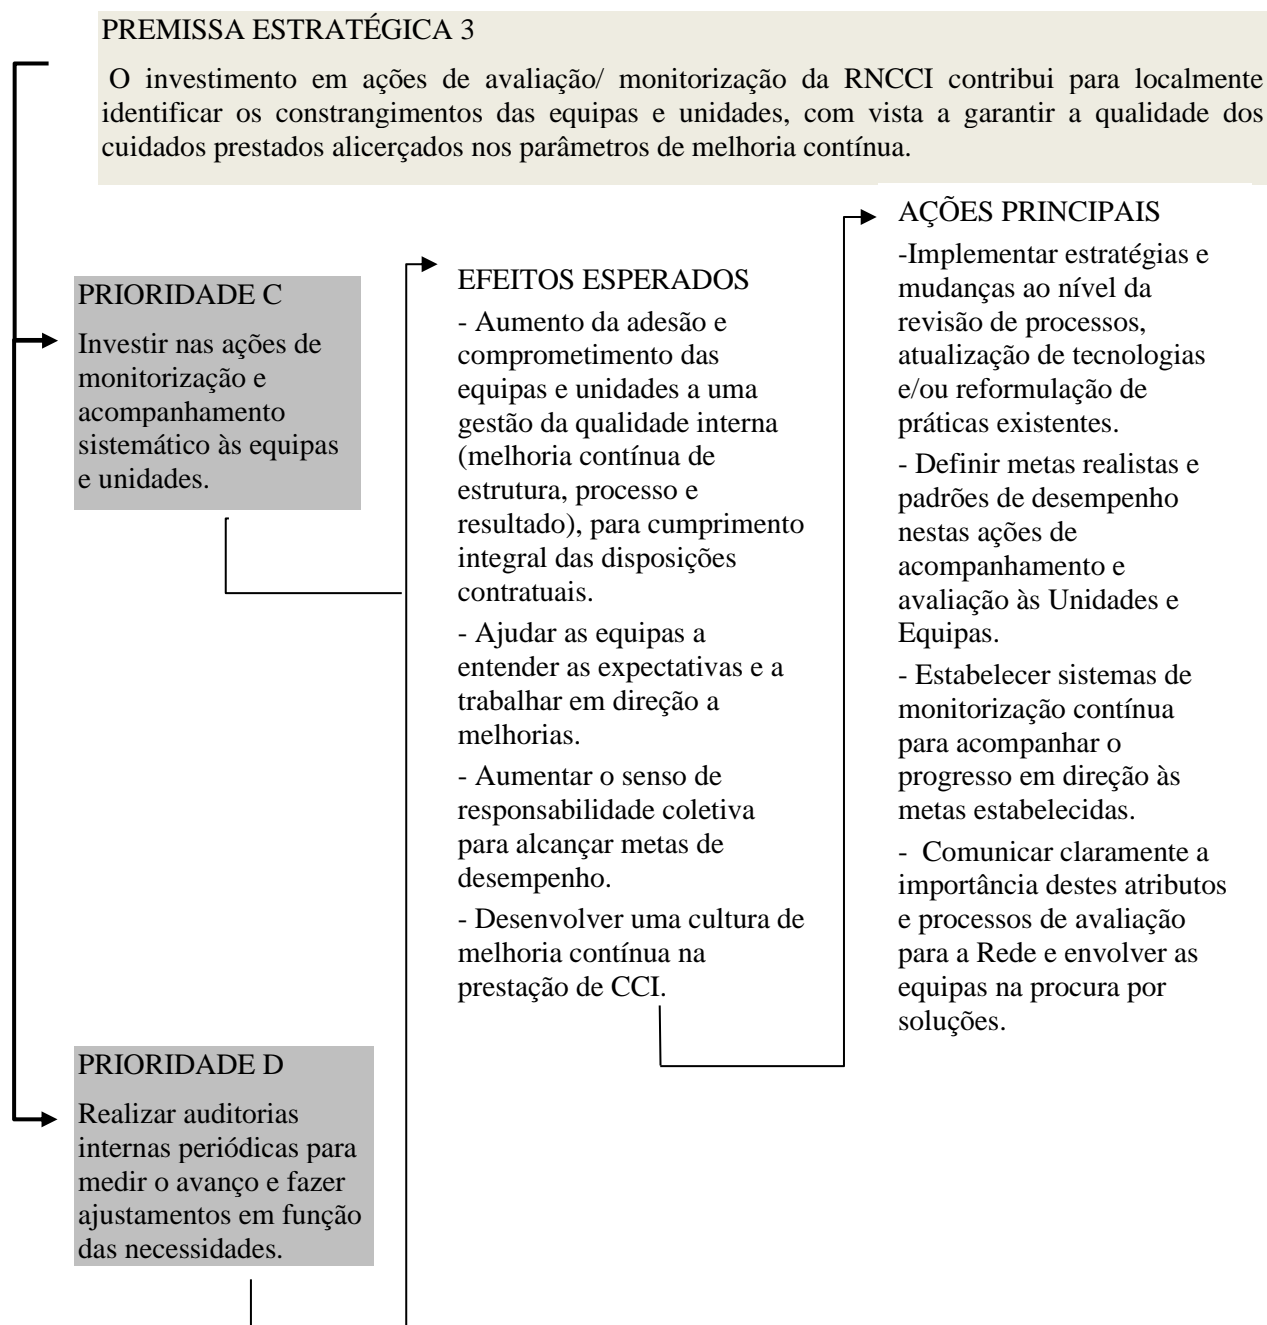 PREMISSA ESTRATÉGICA 3
O investimento em ações de avaliação/ monitorização da RNCCI contribui para localmente
identificar os constrangimentos das equipas e unidades, com vista a garantir a qualidade dos
cuidados prestados alicerçados nos parâmetros de melhoria contínua.
PRIORIDADE C
Investir nas ações de
monitorização e
acompanhamento
sistemático às equipas
e unidades.
PRIORIDADE D
Realizar auditorias
internas periódicas para
medir o avanço e fazer
ajustamentos em função
das necessidades.
EFEITOS ESPERADOS
- Aumento da adesão e
comprometimento das
equipas e unidades a uma
gestão da qualidade interna
(melhoria contínua de
estrutura, processo e
resultado), para cumprimento
integral das disposições
contratuais.
- Ajudar as equipas a
entender as expectativas e a
trabalhar em direção a
melhorias.
- Aumentar o senso de
responsabilidade coletiva
para alcançar metas de
desempenho.
- Desenvolver uma cultura de
melhoria contínua na
prestação de CCI.
AÇÕES PRINCIPAIS
-Implementar estratégias e
mudanças ao nível da
revisão de processos,
atualização de tecnologias
e/ou reformulação de
práticas existentes.
- Definir metas realistas e
padrões de desempenho
nestas ações de
acompanhamento e
avaliação às Unidades e
Equipas.
- Estabelecer sistemas de
monitorização contínua
para acompanhar o
progresso em direção às
metas estabelecidas.
- Comunicar claramente a
importância destes atributos
e processos de avaliação
para a Rede e envolver as
equipas na procura por
soluções.